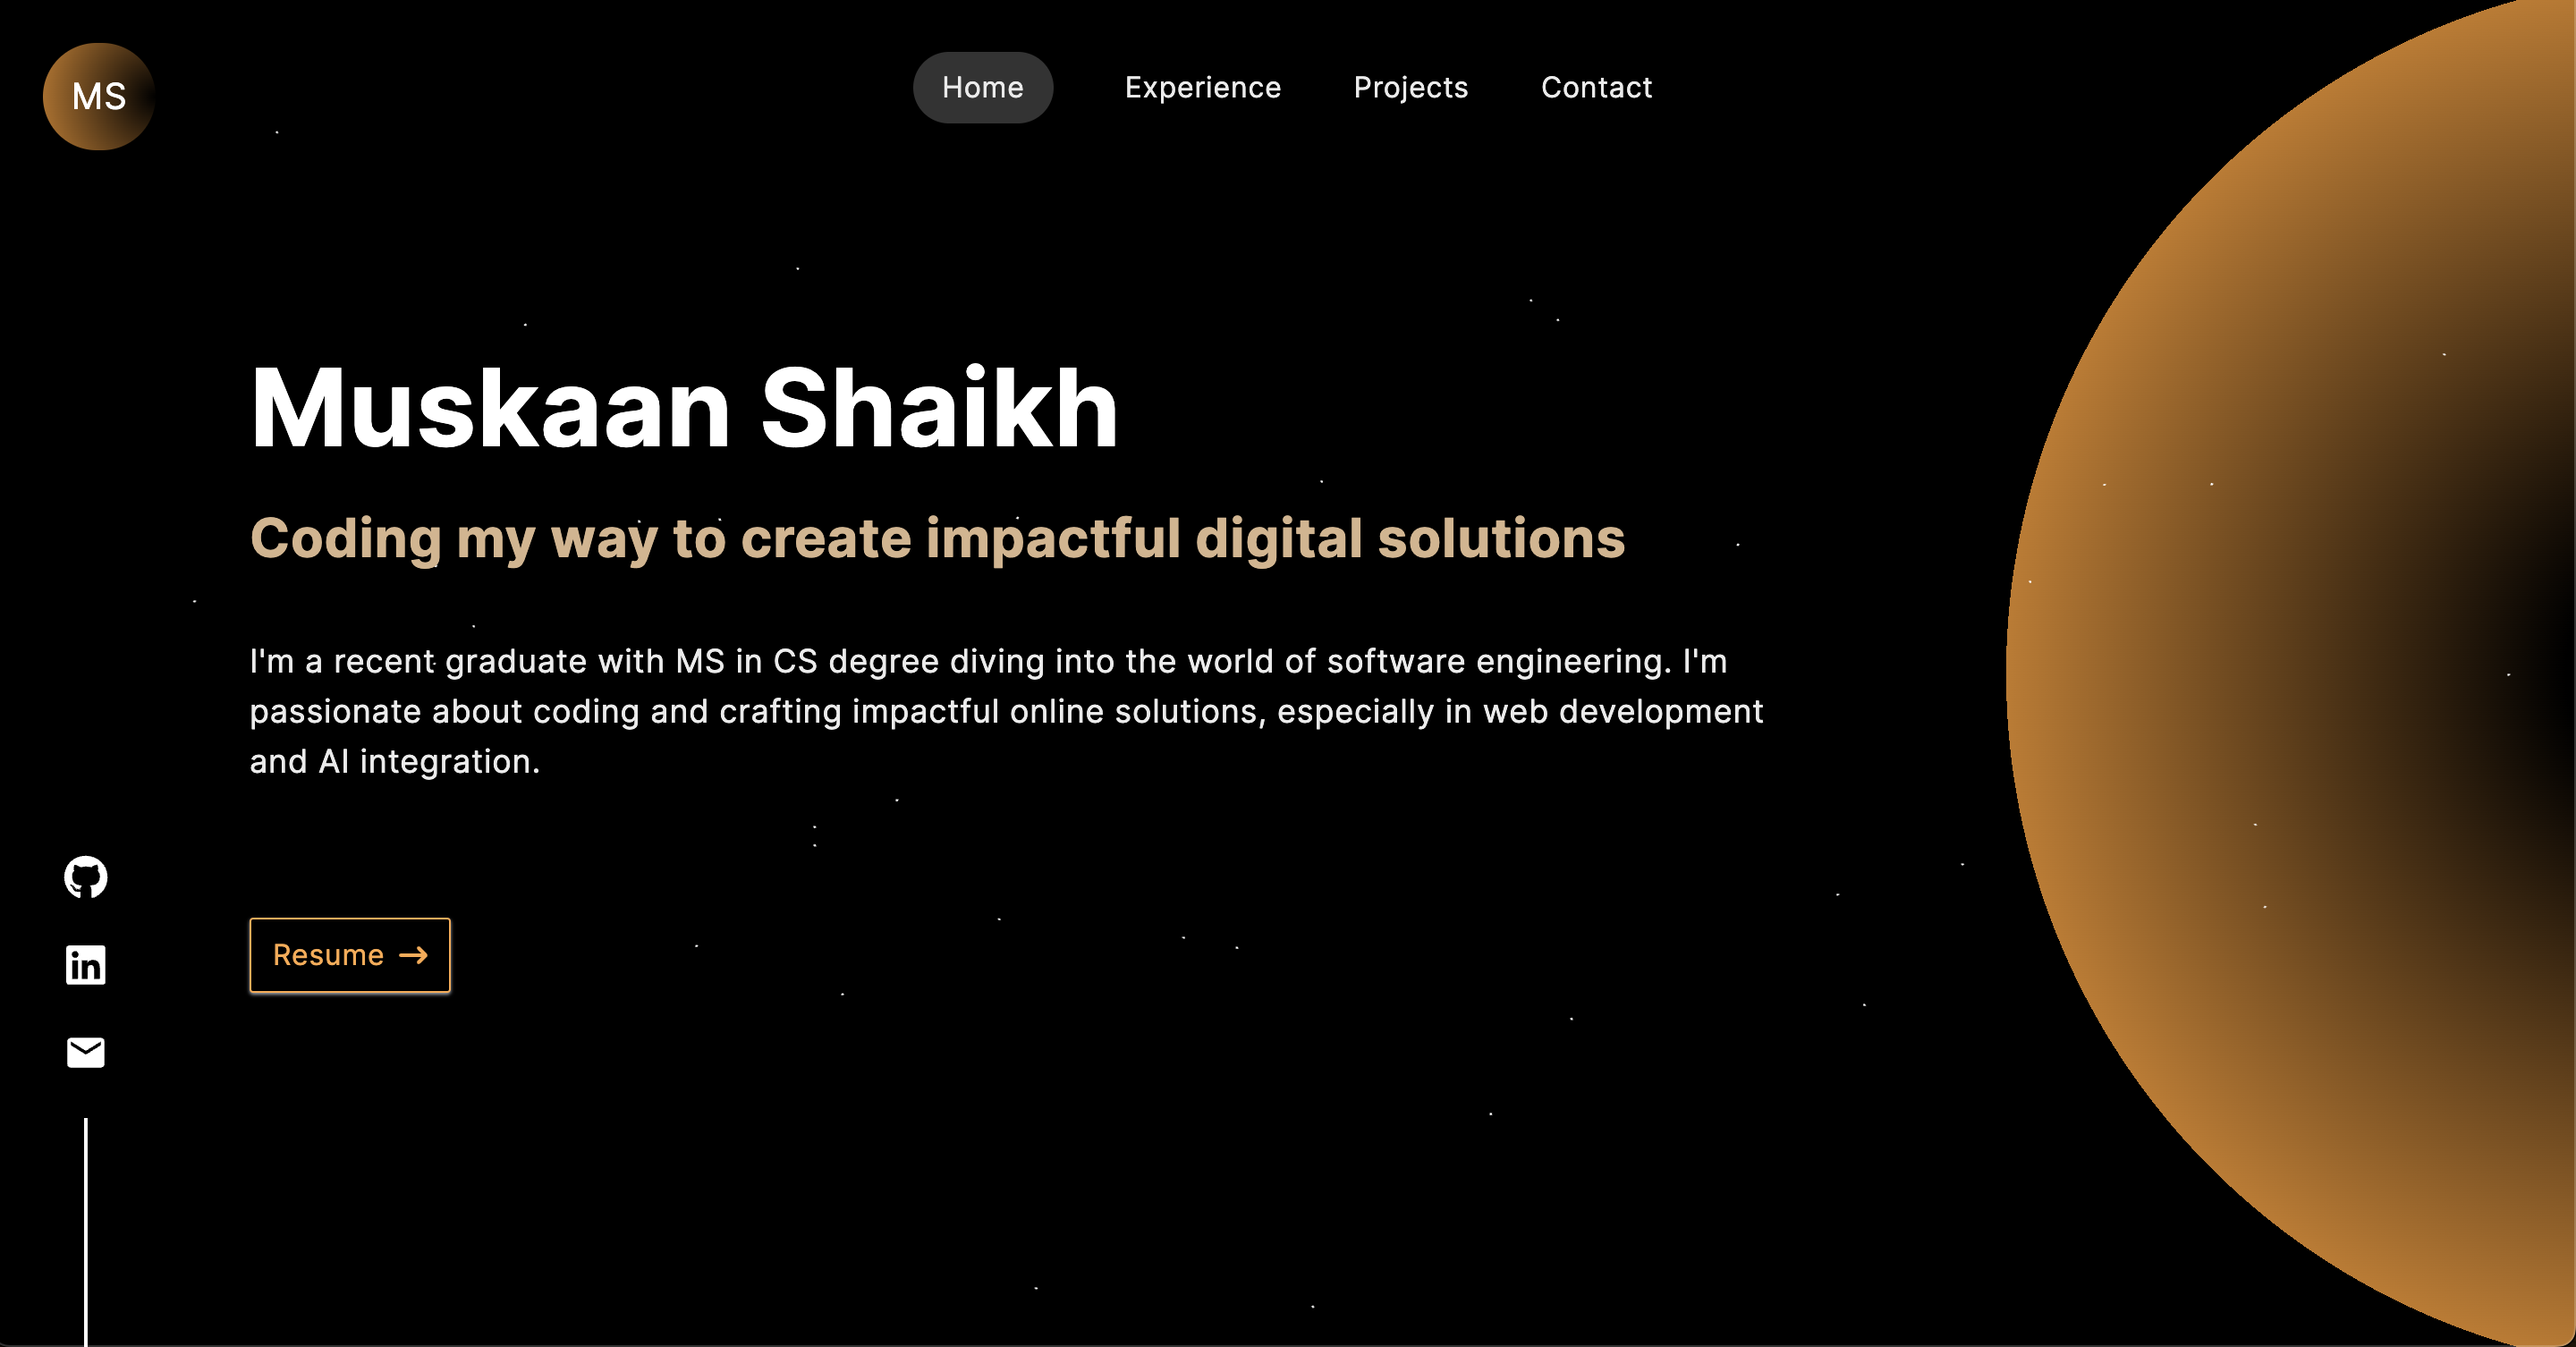 MS
Home Experience Projects Contact
Muskaan Shaikh
Coding my way to create impactful digital solutions
I'm a recent graduate with MS in CS degree diving into the world of software engineering. I'm
passionate about coding and crafting impactful online solutions, especially in web development
and AI integration.
in
Resume →